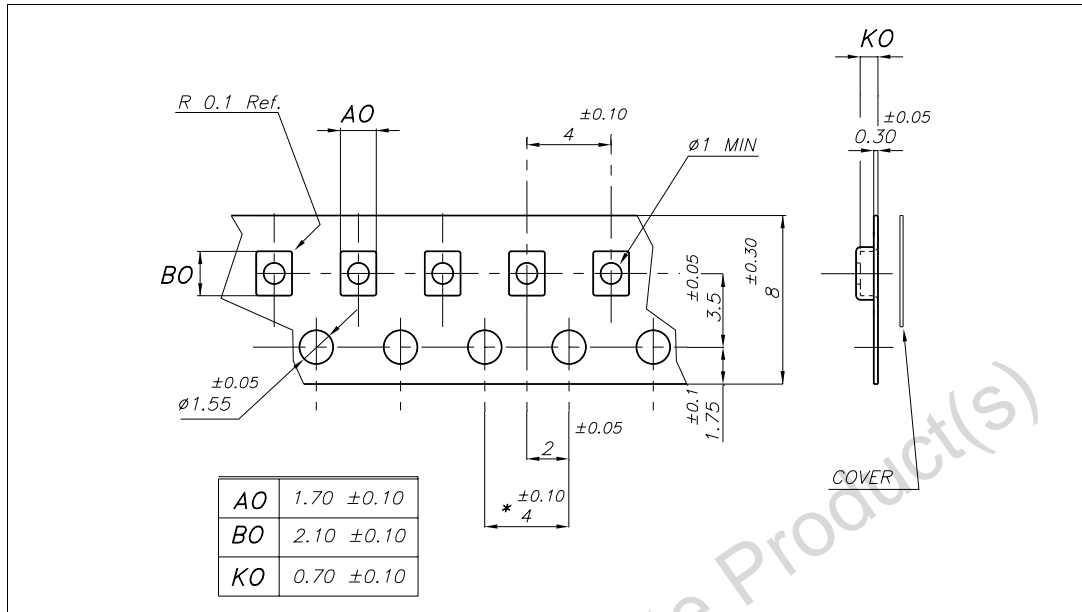 KO
R 0.1 Ref.
AO
±0.10
4
ø1 MIN
±0.05
0.30
BO
±0.05
3.5
±0.30
8
±0.05
ø1.55
±0.1
1.75
±0.05
2
±0.10
* 4
COVER
AO 1.70 ±0.10
BO 2.10 ±0.10
KO 0.70 ±0.10
Product(s)